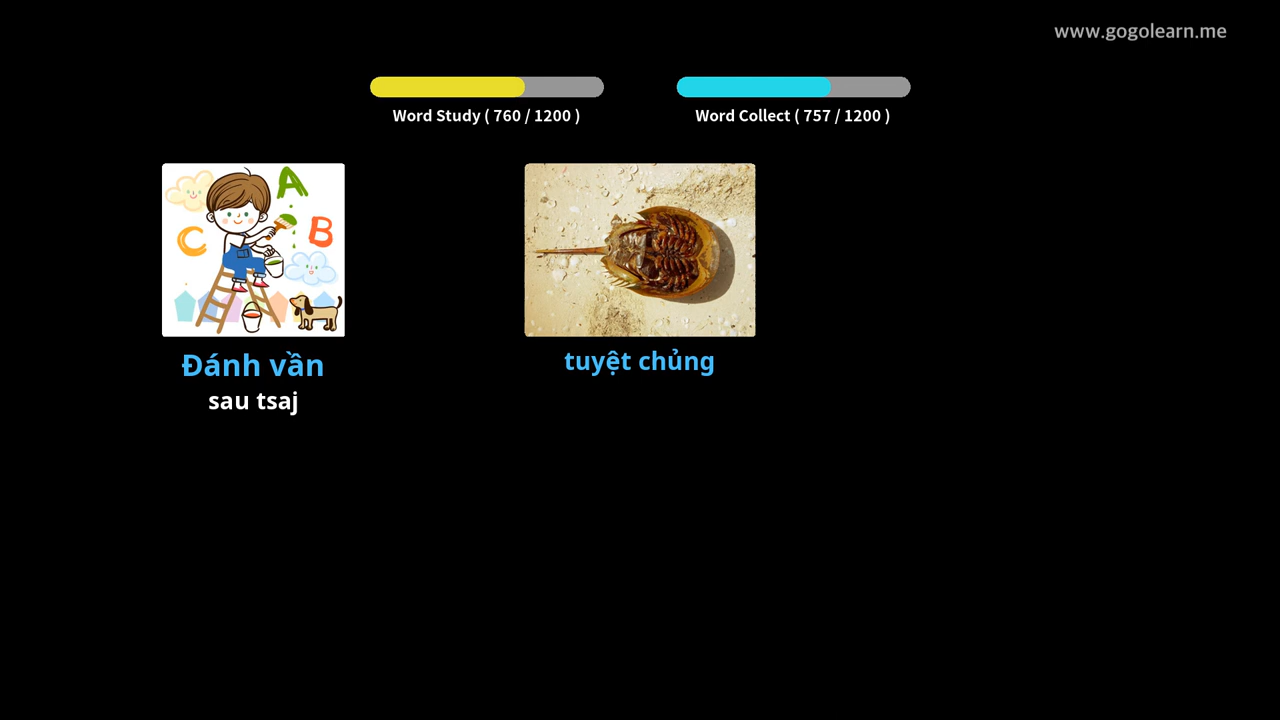 www.gogolearn.me
Word Study ( 760 / 1200 )
Word Collect ( 757 / 1200 )
A
B
C
Đánh vần
sau tsaj
tuyệt chủng